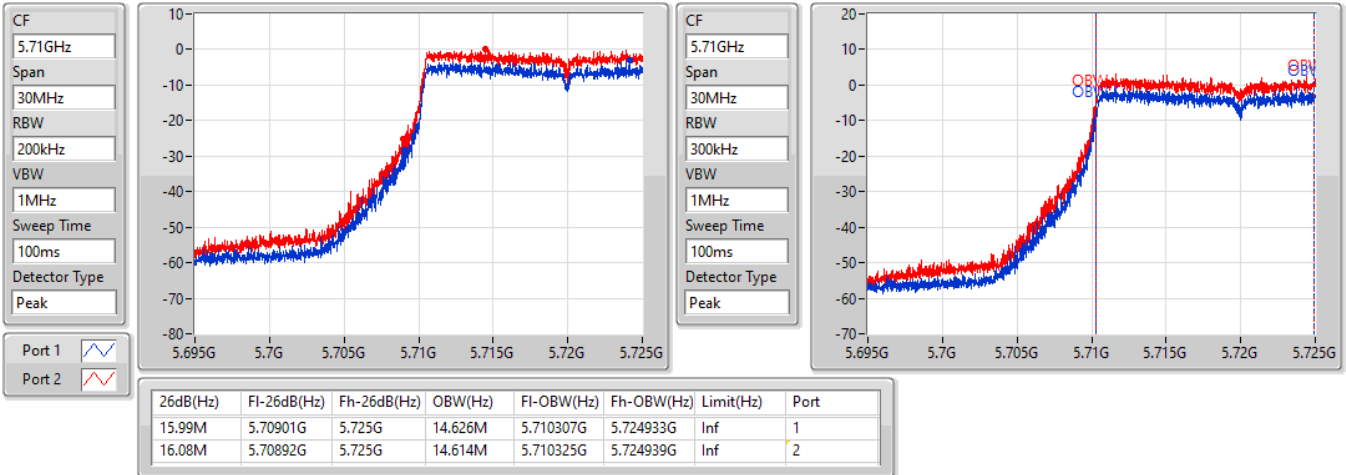 CF
5.71GHz
Span
30MHz
RBW
200kHz
VBW
1MHz
Sweep Time
100ms
Detector Type
Peak
10
0
-10
-20
-30
-40
-50
-60
-70
-80
5.695G 5.7G 5.705G 5.71G 5.715G 5.72G 5.725G
CF
5.71GHz
Span
30MHz
RBW
300kHz
VBW
1MHz
Sweep Time
100ms
Detector Type
Peak
20
10
0
-10
-20
-30
-40
-50
-60
-70
OBW
OBW
OBW
OBW
5.695G 5.7G 5.705G 5.71G 5.715G 5.72G 5.725G
Port 1
Port 2
26dB(Hz) Fl-26dB(Hz) Fh-26dB(Hz) OBW(Hz) Fl-OBW(Hz) Fh-OBW(Hz) Limit(Hz) Port
15.99M 5.70901G 5.725G 14.626M 5.710307G 5.724933G Inf 1
16.08M 5.70892G 5.725G 14.614M 5.710325G 5.724939G Inf 2